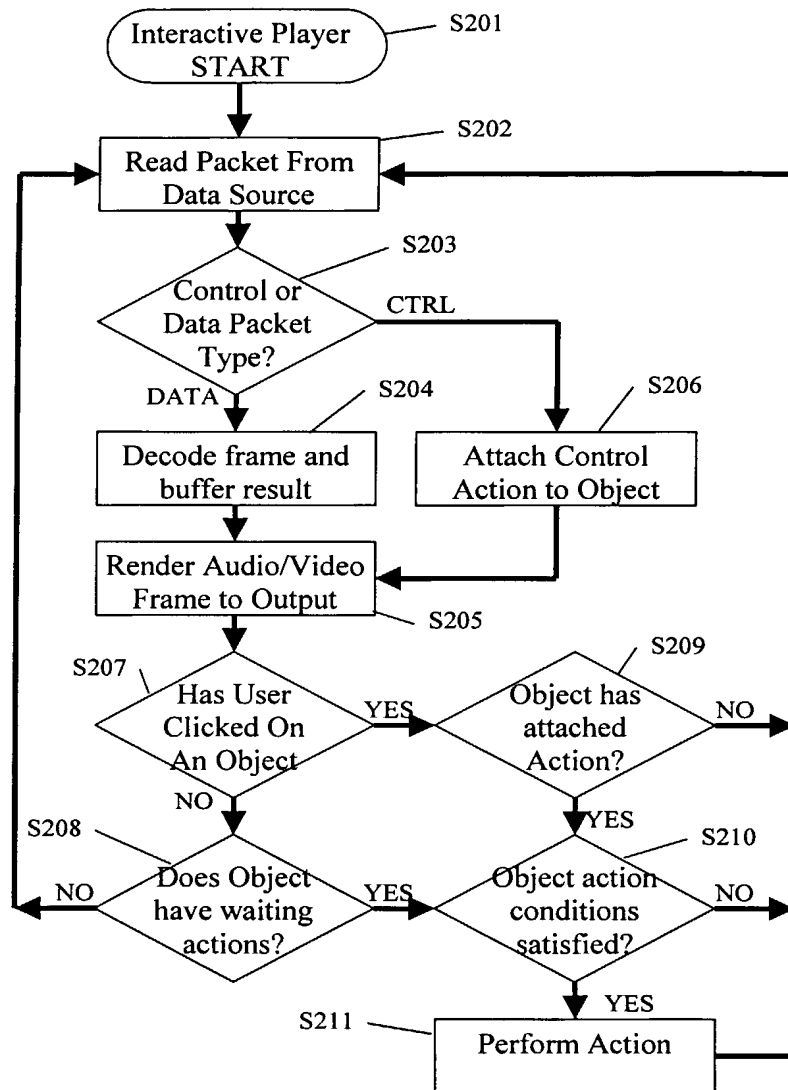 Interactive Player
START
S201
S202
Read Packet From
Data Source
S203
Control or
Data Packet
Type?
CTRL
DATA
S204
S206
Decode frame and
buffer result
Attach Control
Action to Object
Render Audio/Video
Frame to Output
S205
S207
S209
Has User
Clicked On
An Object
YES
Object has
attached
Action?
NO
NO
YES
S208
S210
NO
Does Object
have waiting
actions?
YES
Object action
conditions
satisfied?
NO
YES
S211
Perform Action